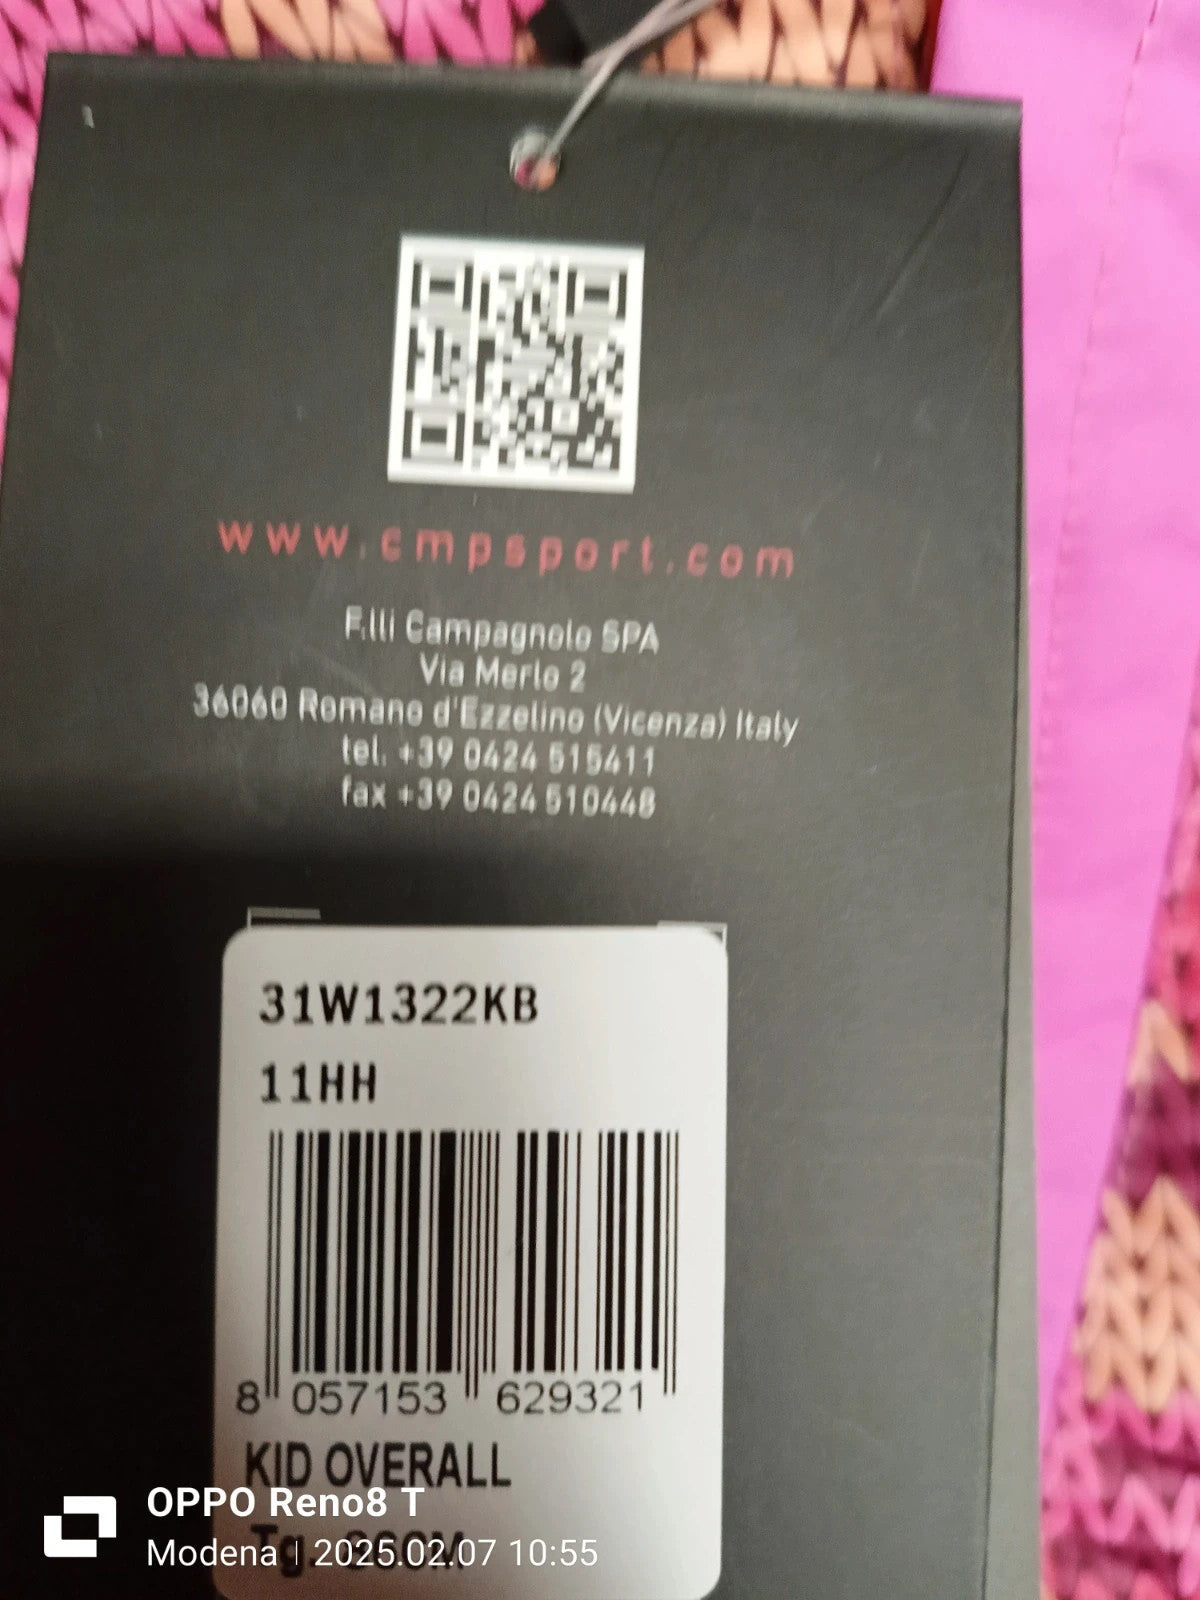 www.cmpsport.com
F.lli Campagnolo SPA
Via Merlo 2
36060 Romano d'Ezzelino (Vicenza) Italy
tel. +39 0424 515411
fax +39 0424 510448
31W1322KB
11HH
8 057153 629321
KID OVERALL
Tg.
OPPO Reno8 T
Modena | 2025.02.07 10:55